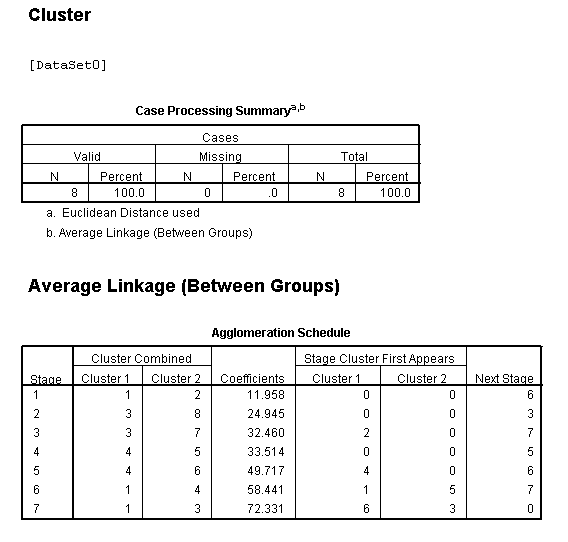 Cluster
[DataSet0]
Case Processing Summarya,b
Cases
Valid Missing Total
N Percent N Percent N Percent
8 100.0 0 .0 8 100.0
a. Euclidean Distance used
b. Average Linkage (Between Groups)
Average Linkage (Between Groups)
Agglomeration Schedule
Cluster Combined Stage Cluster First Appears
Stage Cluster 1 Cluster 2 Coefficients Cluster 1 Cluster 2 Next Stage
1 1 2 11.958 0 0 6
2 3 8 24.945 0 0 3
3 3 7 32.460 2 0 7
4 4 5 33.514 0 0 5
5 4 6 49.717 4 0 6
6 1 4 58.441 1 5 7
7 1 3 72.331 6 3 0